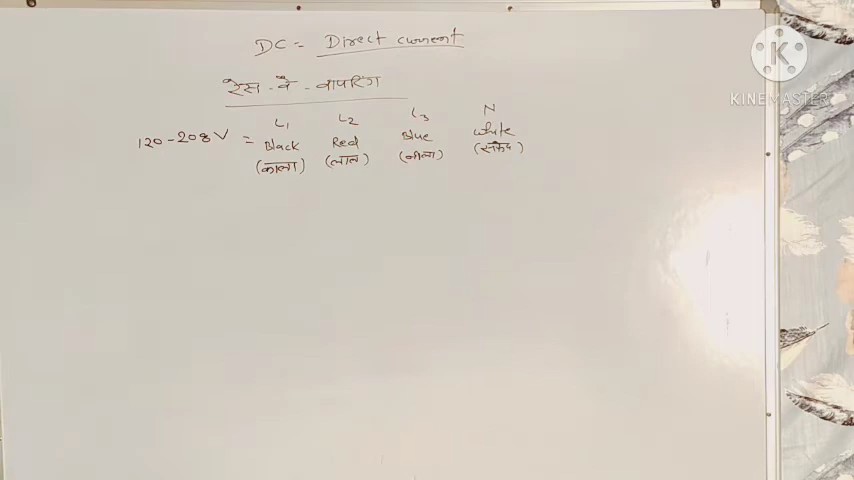 DC = Direct current
रेस - वे - वायरिंग
L1 L2 L3 N
120-208V = Black Red Blue white
(काला) (लाल) (नीला) (सफेद)
KINEMASTER